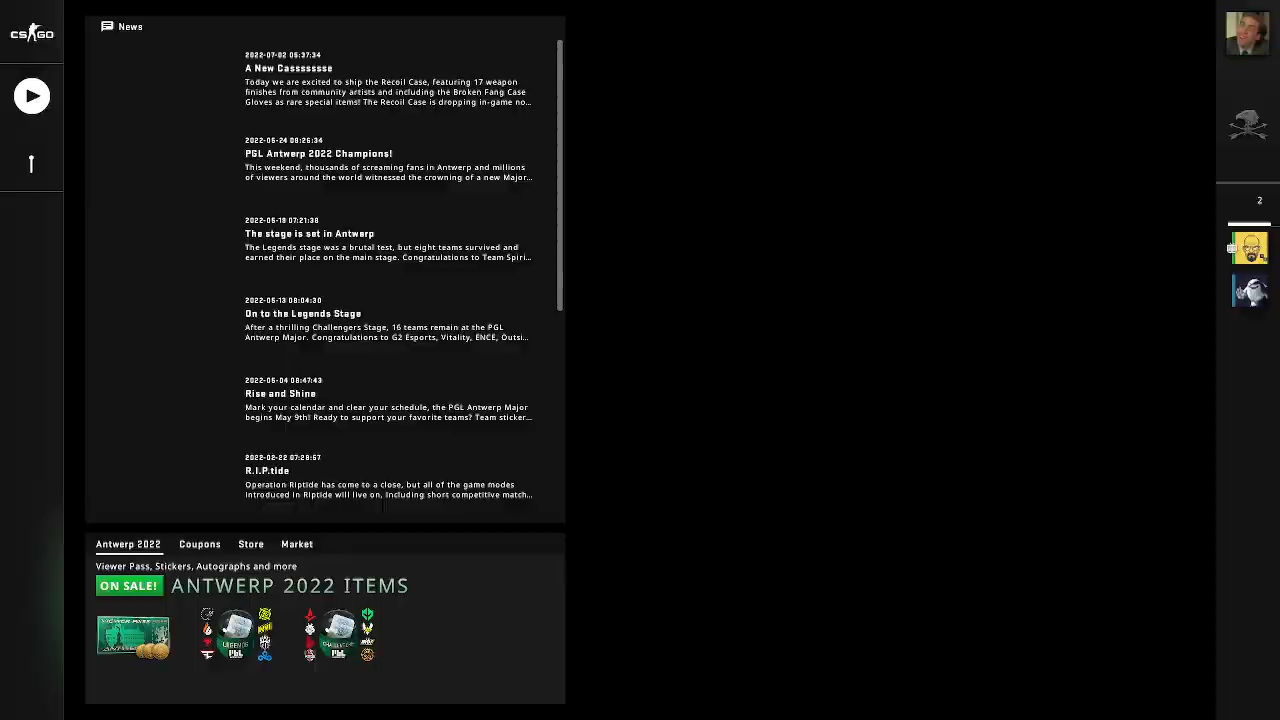 CS GO
News
2022-07-02 05:37:34
A New Cassssssse
Today we are excited to ship the Recoil Case, featuring 17 weapon
finishes from community artists and including the Broken Fang Case
Gloves as rare special items! The Recoil Case is dropping in-game no...
2022-05-24 08:26:34
PGL Antwerp 2022 Champions!
This weekend, thousands of screaming fans in Antwerp and millions
of viewers around the world witnessed the crowning of a new Major...
2022-05-19 07:21:36
The stage is set in Antwerp
The Legends stage was a brutal test, but eight teams survived and
earned their place on the main stage. Congratulations to Team Spiri...
2022-05-13 08:04:30
On to the Legends Stage
After a thrilling Challengers Stage, 16 teams remain at the PGL
Antwerp Major. Congratulations to G2 Esports, Vitality, ENCE, Outsi...
2022-05-04 08:47:43
Rise and Shine
Mark your calendar and clear your schedule, the PGL Antwerp Major
begins May 9th! Ready to support your favorite teams? Team sticker...
2022-02-22 07:28:57
R.I.P.tide
Operation Riptide has come to a close, but all of the game modes
introduced in Riptide will live on, including short competitive match...
2
Antwerp 2022 Coupons Store Market
Viewer Pass, Stickers, Autographs and more
ON SALE! ANTWERP 2022 ITEMS
VIEWER PASS
LEGENDS
PGL
CHALLENGERS
PGL